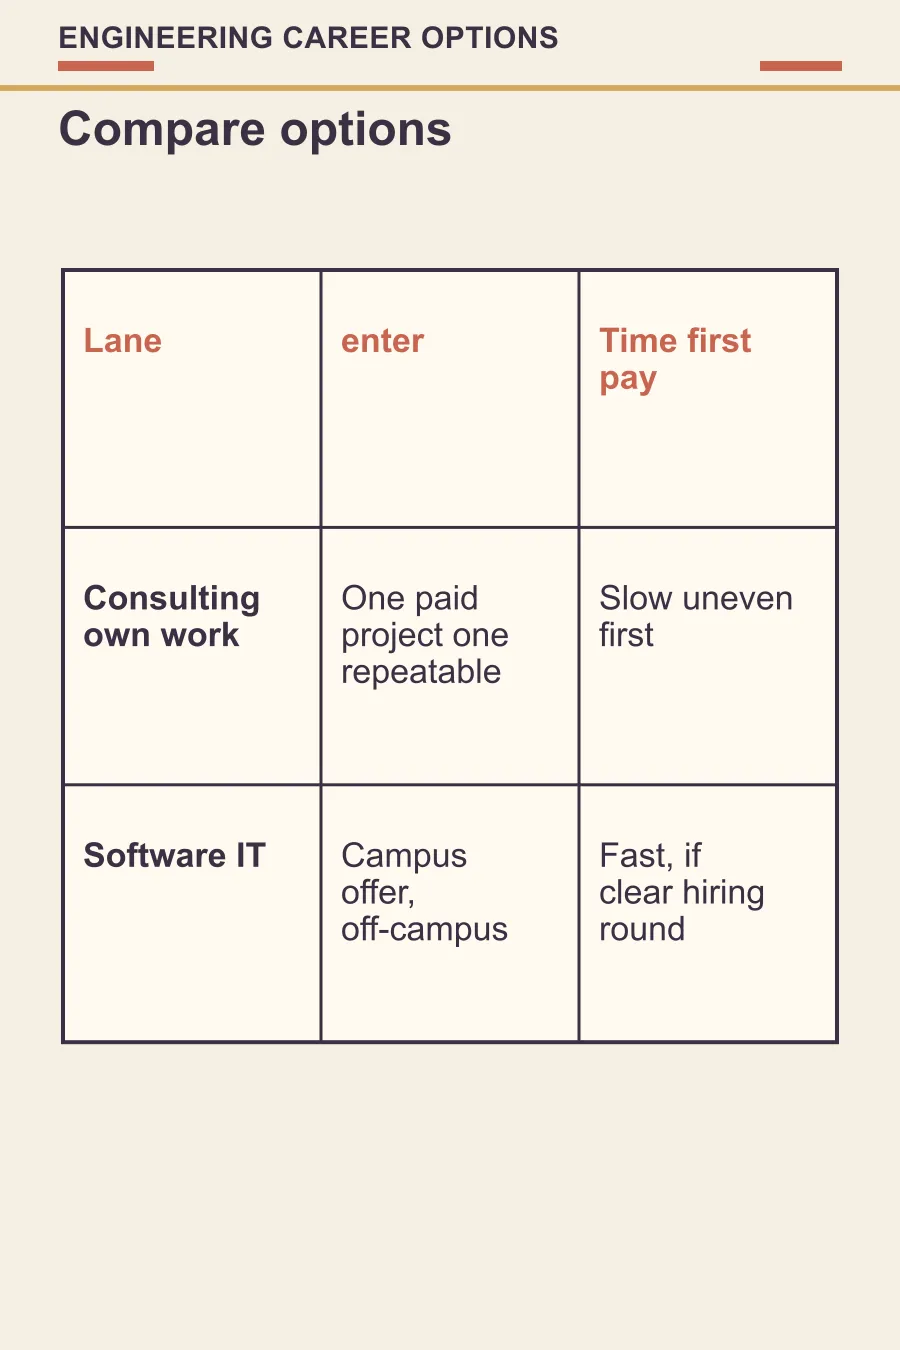 ENGINEERING CAREER OPTIONS
Compare options
Lane
enter
Time first
pay
Consulting
own work
One paid
project one
repeatable
Slow uneven
first
Software IT
Campus
offer,
off-campus
Fast, if
clear hiring
round